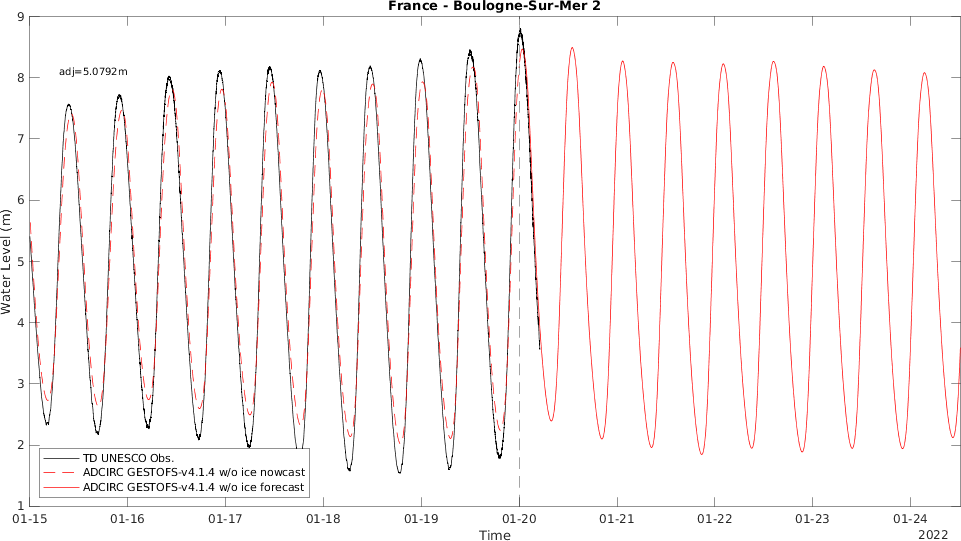 France - Boulogne-Sur-Mer 2
9
adj=5.0792m
8
7
6
5
4
3
2
1
Water Level (m)
TD UNESCO Obs.
ADCIRC GESTOFS-v4.1.4 w/o ice nowcast
ADCIRC GESTOFS-v4.1.4 w/o ice forecast
01-15 01-16 01-17 01-18 01-19 01-20 01-21 01-22 01-23 01-24
Time
2022